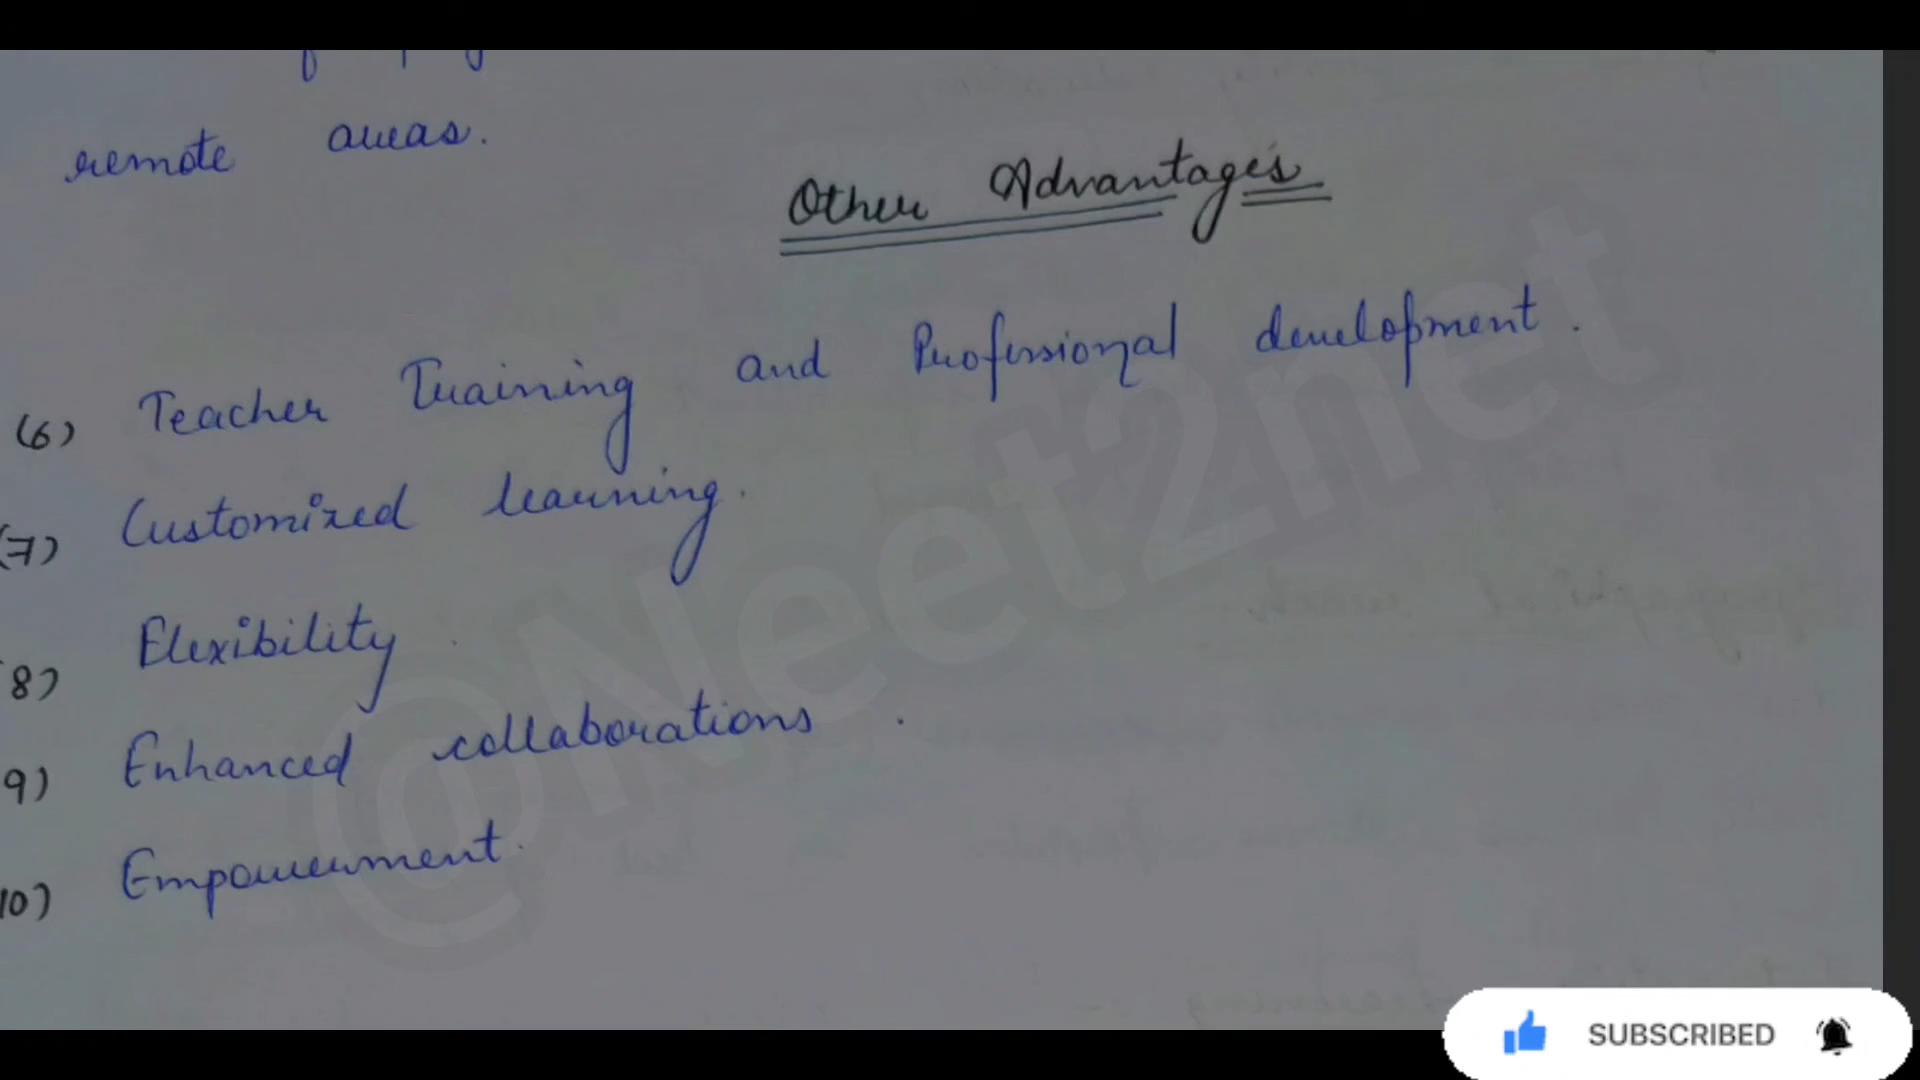 remote areas.
Other Advantages
(6) Teacher Training and Professional development.
(7) Customized learning.
8) Flexibility
9) Enhanced collaborations.
10) Empowerment.
@Neet2net
SUBSCRIBED